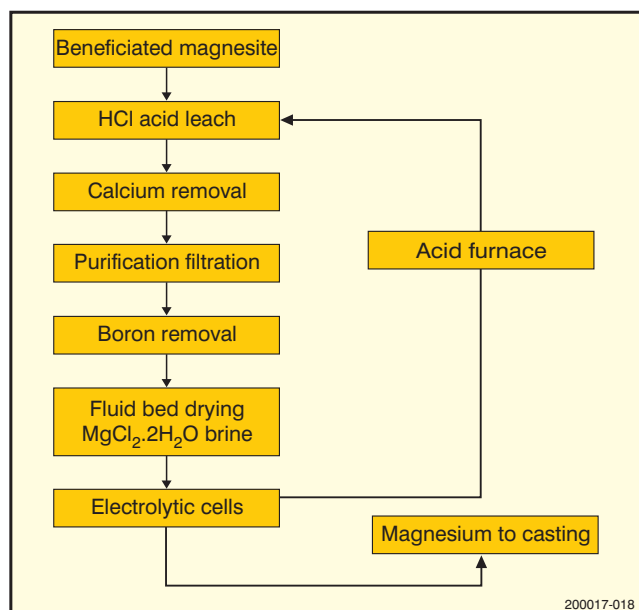 Beneficiated magnesite
HCl acid leach
Calcium removal
Purification filtration
Acid furnace
Boron removal
Fluid bed drying
MgCl₂.2H₂O brine
Electrolytic cells
Magnesium to casting
200017-018